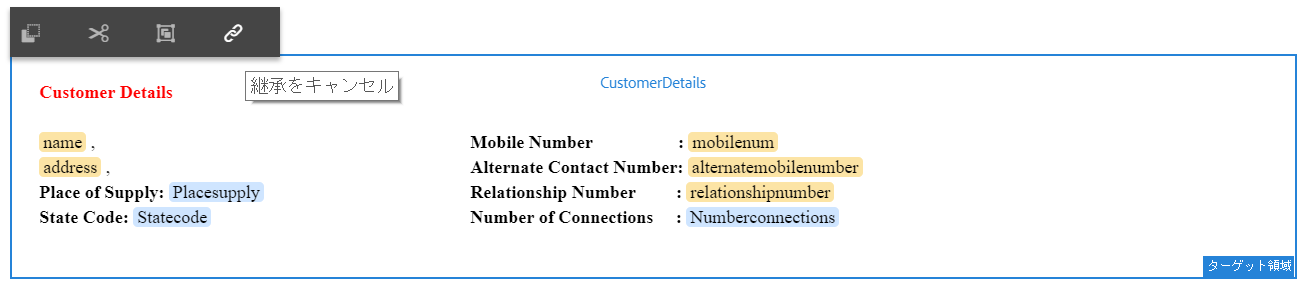 継承をキャンセル
CustomerDetails
Customer Details
name ,
address ,
Place of Supply: Placesupply
State Code: Statecode
Mobile Number : mobilenum
Alternate Contact Number: alternatemobilenumber
Relationship Number : relationshipnumber
Number of Connections : Numberconnections
ターゲット領域